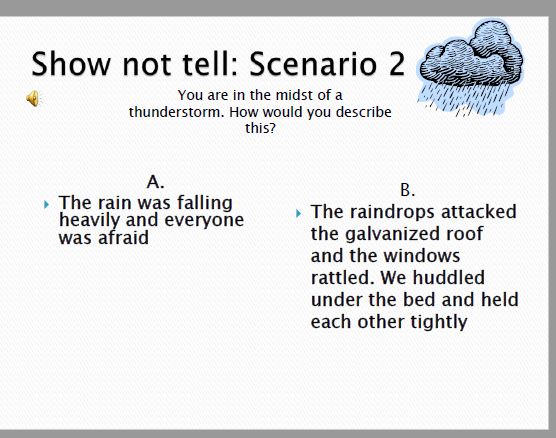 Show not tell: Scenario 2
You are in the midst of a
thunderstorm. How would you describe
this?
A.
The rain was falling
heavily and everyone
was afraid
B.
The raindrops attacked
the galvanized roof
and the windows
rattled. We huddled
under the bed and held
each other tightly